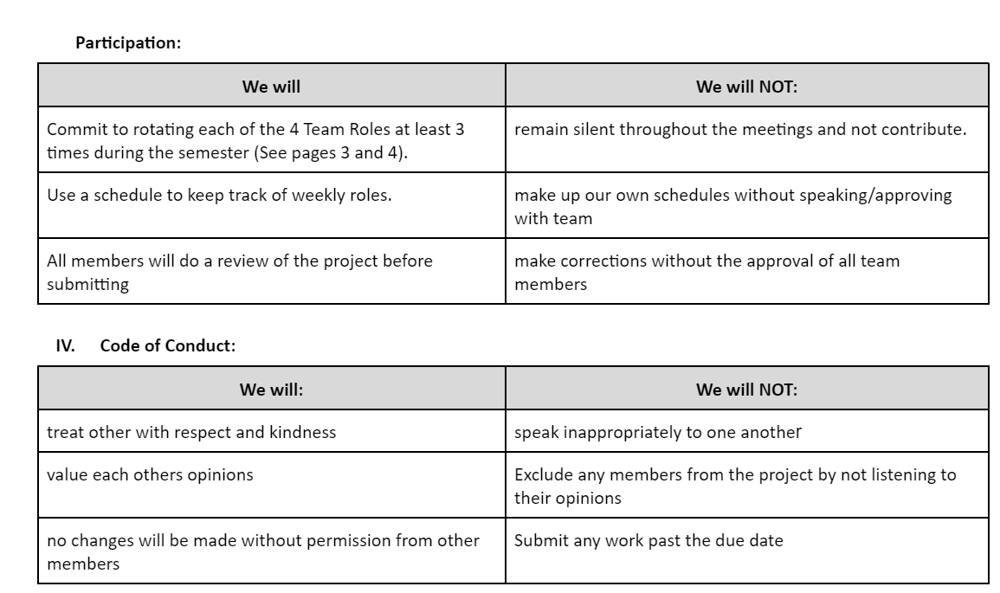 Participation:
We will
We will NOT:
Commit to rotating each of the 4 Team Roles at least 3
times during the semester (See pages 3 and 4).
remain silent throughout the meetings and not contribute.
Use a schedule to keep track of weekly roles.
make up our own schedules without speaking/approving
with team
All members will do a review of the project before
submitting
make corrections without the approval of all team
members
IV. Code of Conduct:
We will:
We will NOT:
treat other with respect and kindness
speak inappropriately to one another
value each others opinions
Exclude any members from the project by not listening to
their opinions
no changes will be made without permission from other
members
Submit any work past the due date